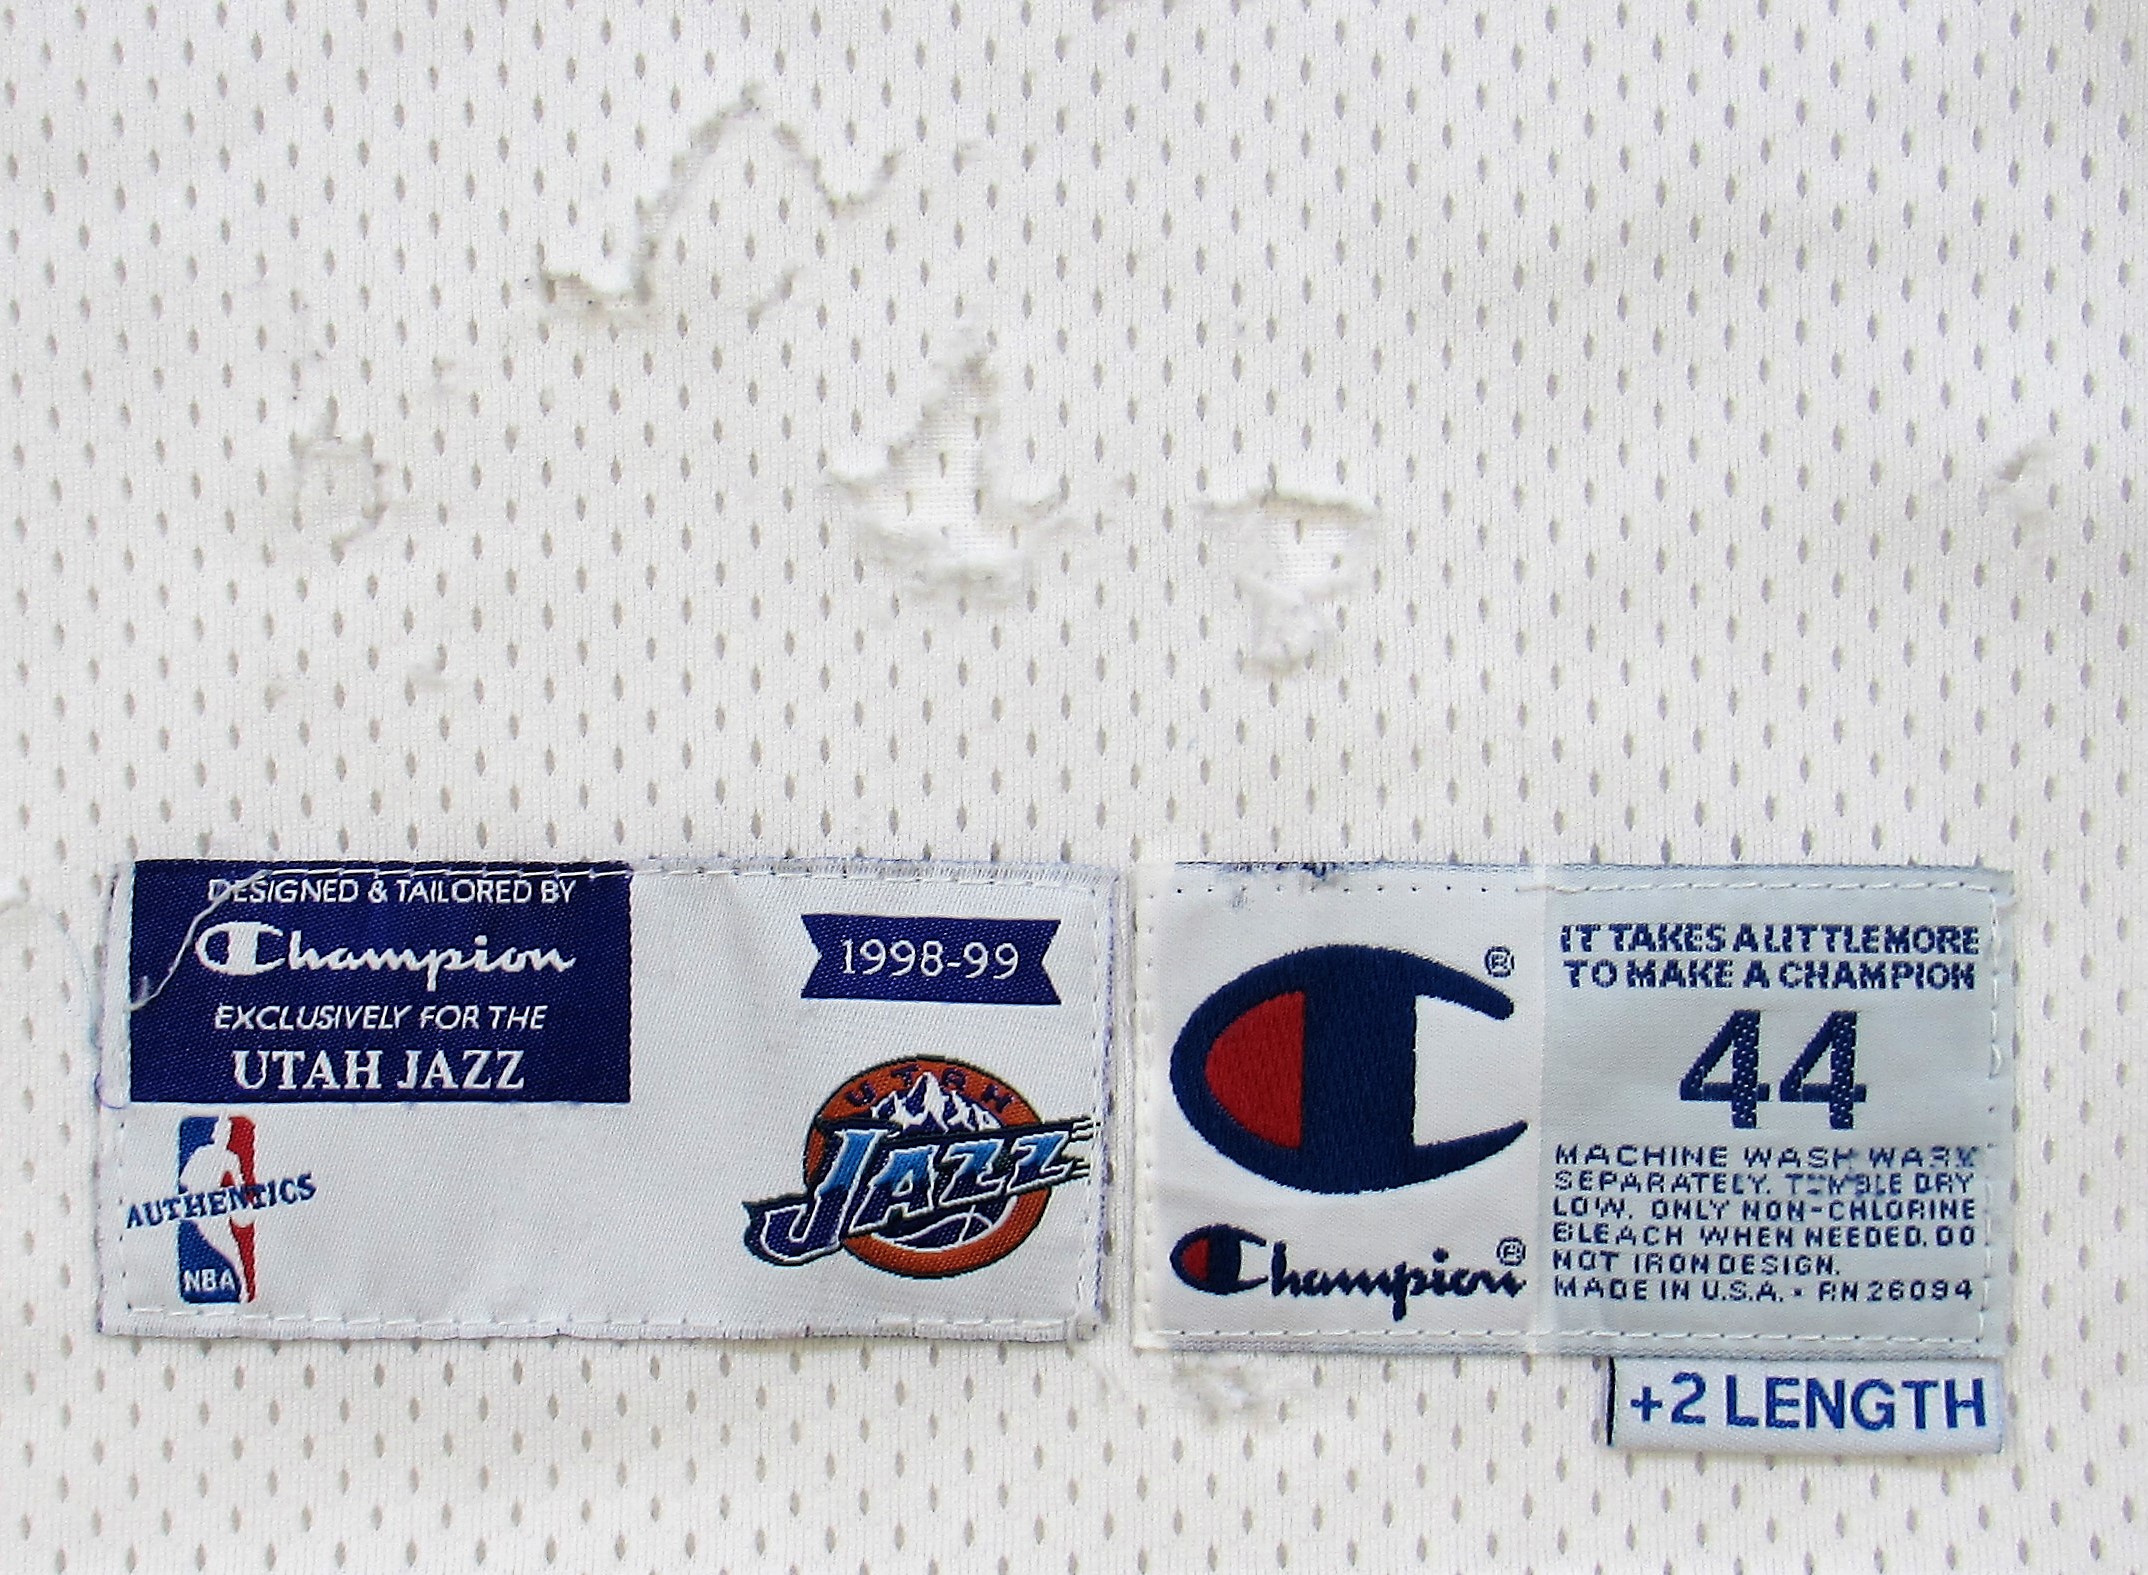 DESIGNED & TAILORED BY
Champion
EXCLUSIVELY FOR THE
UTAH JAZZ
1998-99
AUTHENTICS
NBA
UTAH
JAZZ
®
Champion®
IT TAKES A LITTLE MORE
TO MAKE A CHAMPION
44
MACHINE WASH WARM
SEPARATELY. TUMBLE DRY
LOW. ONLY NON-CHLORINE
BLEACH WHEN NEEDED. DO
NOT IRON DESIGN.
MADE IN U.S.A. • RN 26094
+2 LENGTH